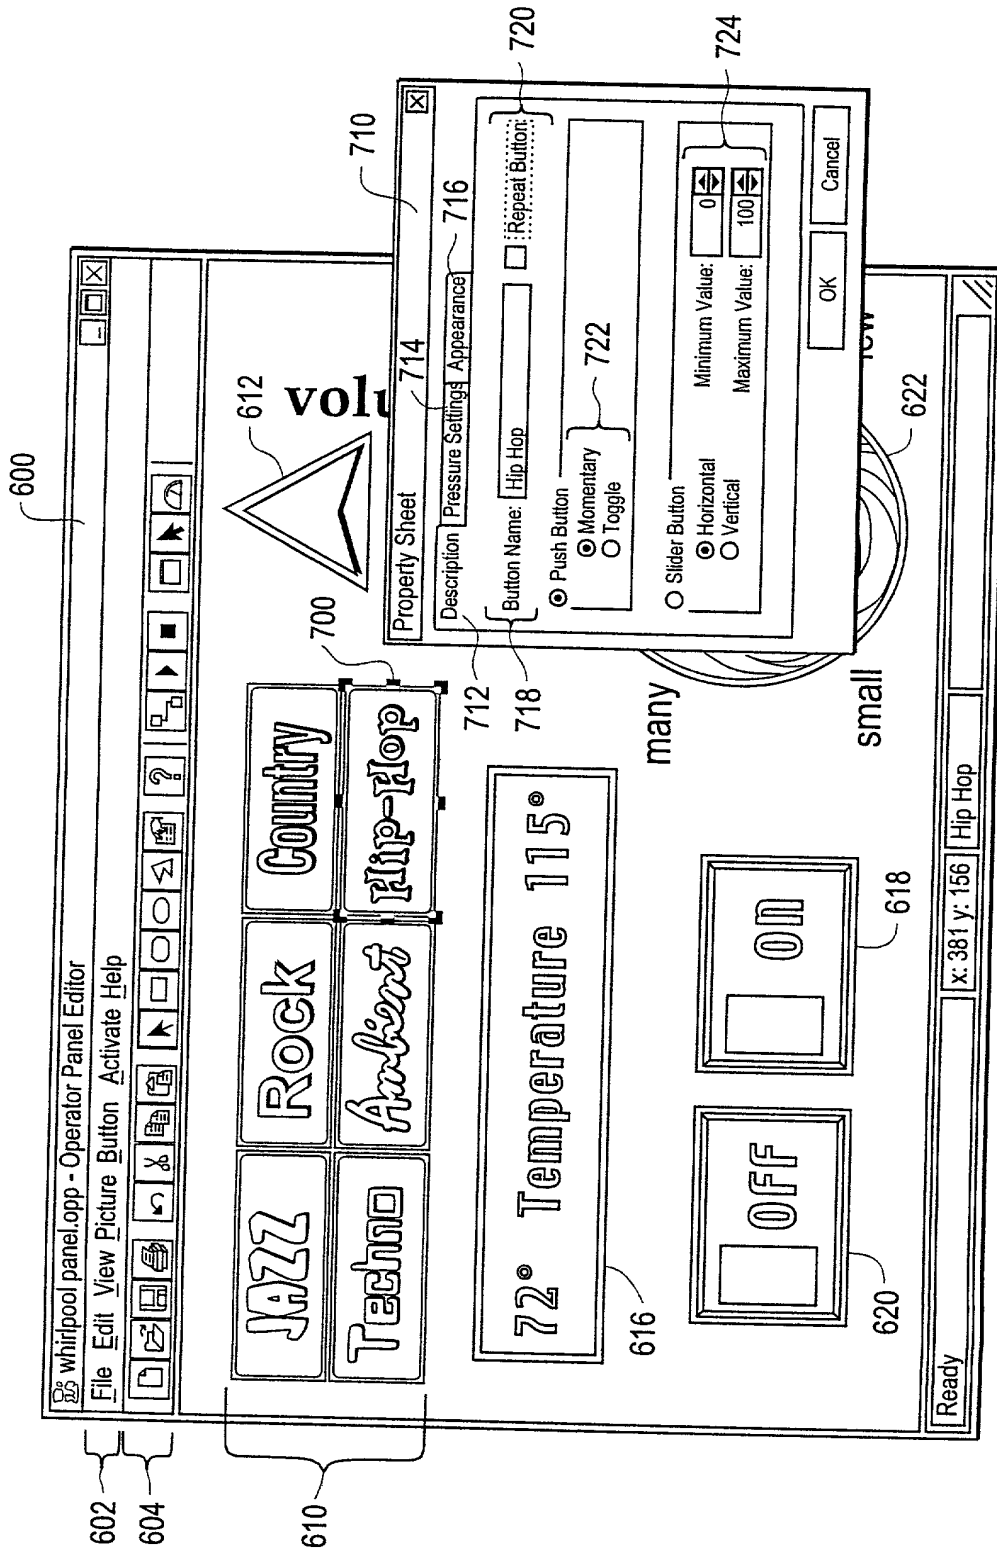 600
whirlpool panel.opp - Operator Panel Editor
602
File Edit View Picture Button Activate Help
604
?
610
JAZZ Rock Country
Techno Ambient Hip-Hop
700
612
volu
710
Property Sheet
714
716
712
Description Pressure Settings Appearance
718
Button Name: Hip Hop
Repeat Button:
720
Push Button
Momentary
Toggle
722
Slider Button
Horizontal
Vertical
Minimum Value: 0
Maximum Value: 100
724
OK Cancel
72° Temperature 115°
616
many
small
622
Off
620
On
618
Ready
x: 381 y: 156
Hip Hop